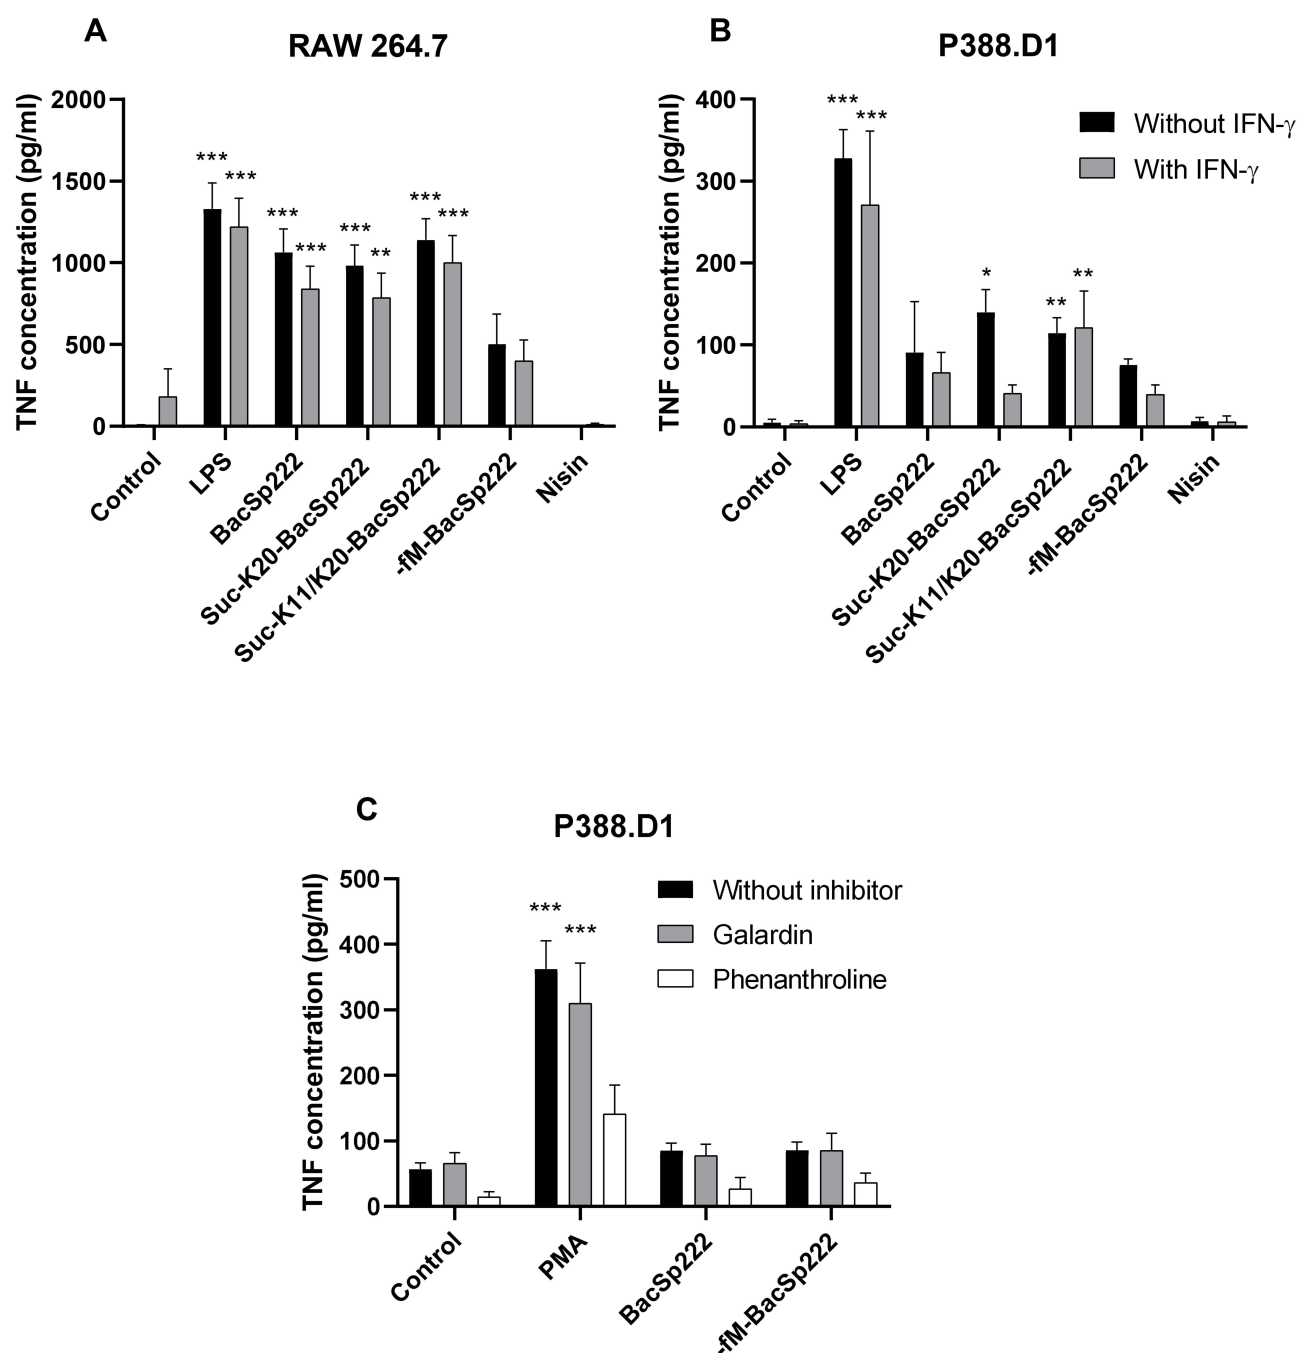 A
RAW 264.7
TNF concentration (pg/ml)
2000
1500
1000
500
0
***
***
***
***
***
**
***
***
Control
LPS
BacSp222
Suc-K20-BacSp222
Suc-K11/K20-BacSp222
-fM-BacSp222
Nisin
B
P388.D1
TNF concentration (pg/ml)
400
300
200
100
0
***
***
*
**
**
Without IFN-γ
With IFN-γ
Control
LPS
BacSp222
Suc-K20-BacSp222
Suc-K11/K20-BacSp222
-fM-BacSp222
Nisin
C
P388.D1
TNF concentration (pg/ml)
500
400
300
200
100
0
***
***
Without inhibitor
Galardin
Phenanthroline
Control
PMA
BacSp222
-fM-BacSp222